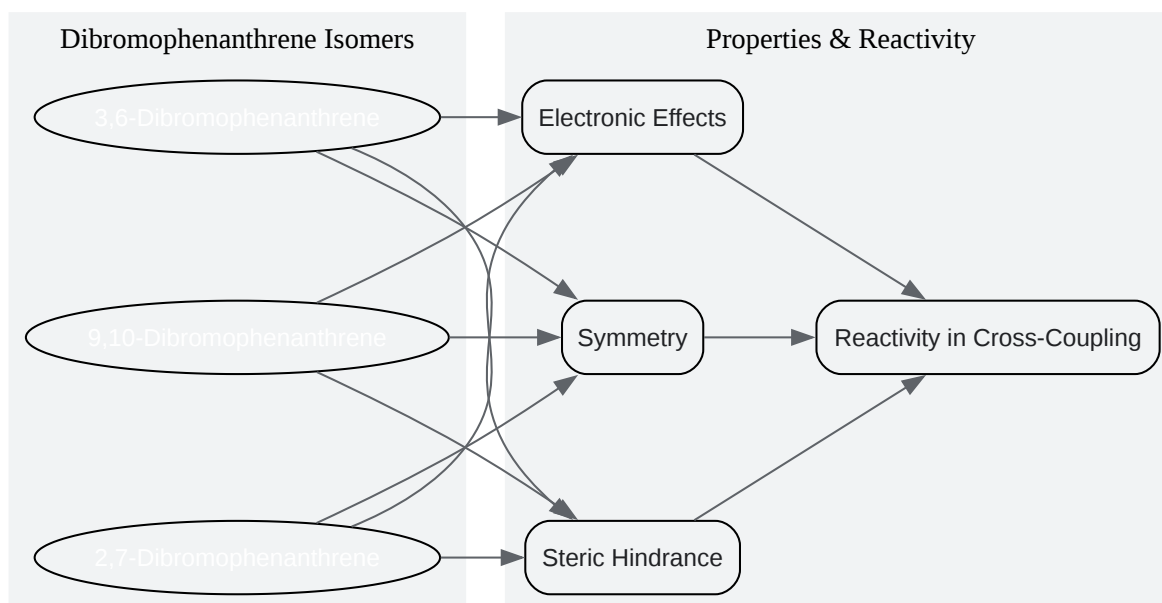 Dibromophenanthrene Isomers
Properties & Reactivity
3,6-Dibromophenanthrene
Electronic Effects
9,10-Dibromophenanthrene
Symmetry
Reactivity in Cross-Coupling
2,7-Dibromophenanthrene
Steric Hindrance